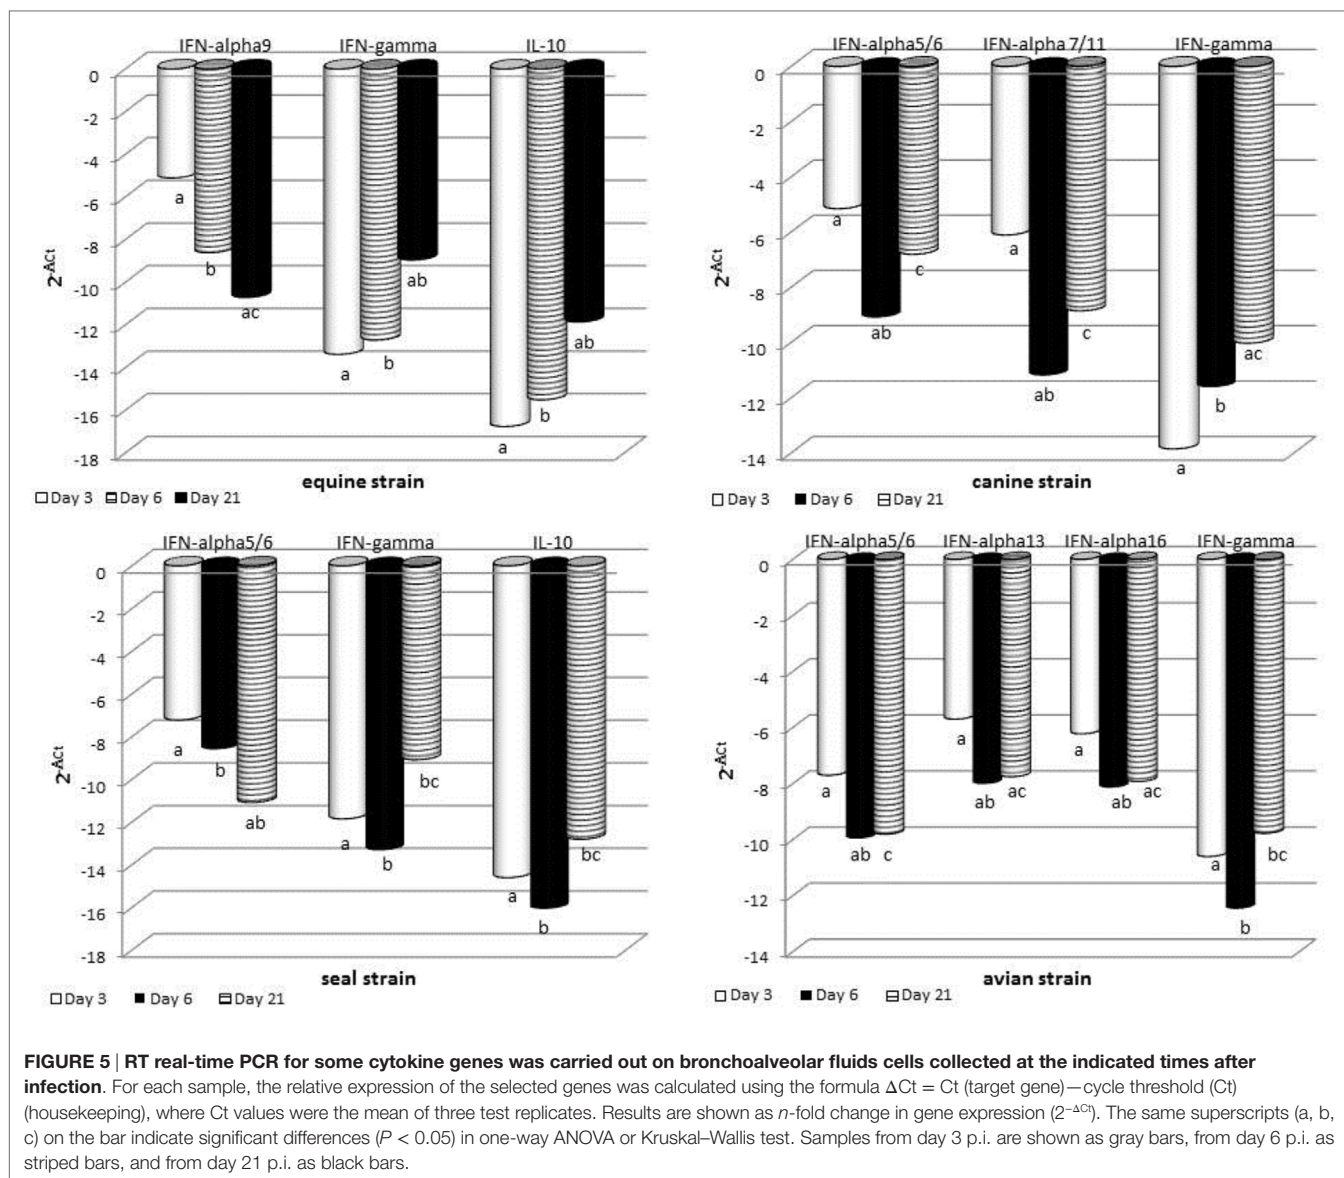 IFN-alpha9 IFN-gamma IL-10
0
-2
-4
-6
-8
-10
-12
-14
-16
-18
2^-ΔCt
a b ac
a b ab
a b ab
equine strain
Day 3 Day 6 Day 21
IFN-alpha5/6 IFN-alpha 7/11 IFN-gamma
0
-2
-4
-6
-8
-10
-12
-14
2^-ΔCt
a ab c
a ab c
a b ac
canine strain
Day 3 Day 6 Day 21
IFN-alpha5/6 IFN-gamma IL-10
0
-2
-4
-6
-8
-10
-12
-14
-16
-18
2^-ΔCt
a b ab
a b bc
a b bc
seal strain
Day 3 Day 6 Day 21
IFN-alpha5/6 IFN-alpha13 IFN-alpha16 IFN-gamma
0
-2
-4
-6
-8
-10
-12
-14
2^-ΔCt
a ab c
a ab ac
a ab ac
a b bc
avian strain
Day 3 Day 6 Day 21
FIGURE 5 | RT real-time PCR for some cytokine genes was carried out on bronchoalveolar fluids cells collected at the indicated times after
infection. For each sample, the relative expression of the selected genes was calculated using the formula ΔCt = Ct (target gene)—cycle threshold (Ct)
(housekeeping), where Ct values were the mean of three test replicates. Results are shown as n-fold change in gene expression (2^−ΔCt). The same superscripts (a, b,
c) on the bar indicate significant differences (P < 0.05) in one-way ANOVA or Kruskal–Wallis test. Samples from day 3 p.i. are shown as gray bars, from day 6 p.i. as
striped bars, and from day 21 p.i. as black bars.